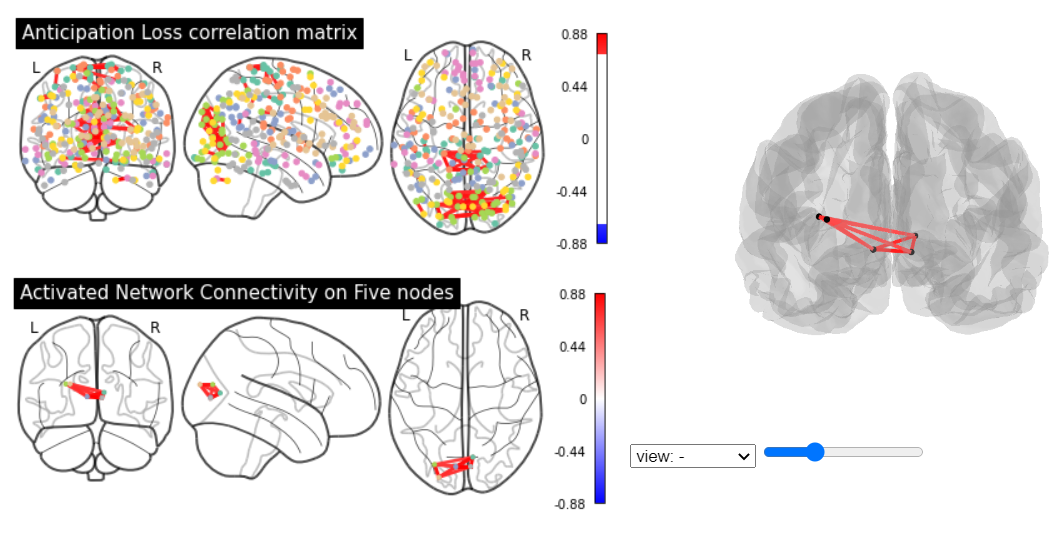 Anticipation Loss correlation matrix
L
R
L
R
0.88
0.44
0
-0.44
-0.88
Activated Network Connectivity on Five nodes
L
R
L
R
0.88
0.44
0
-0.44
-0.88
view: -